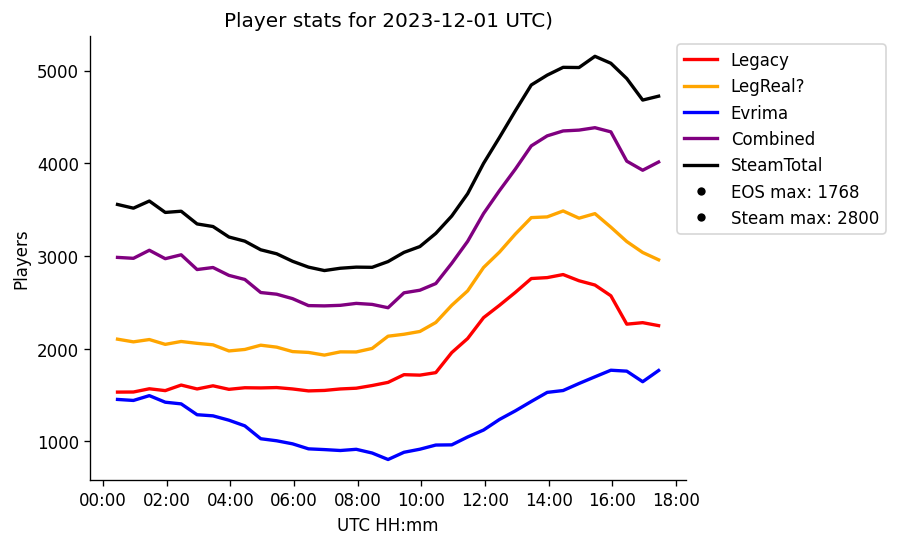 Player stats for 2023-12-01 UTC)
Players
5000
4000
3000
2000
1000
00:00 02:00 04:00 06:00 08:00 10:00 12:00 14:00 16:00 18:00
UTC HH:mm
Legacy
LegReal?
Evrima
Combined
SteamTotal
EOS max: 1768
Steam max: 2800